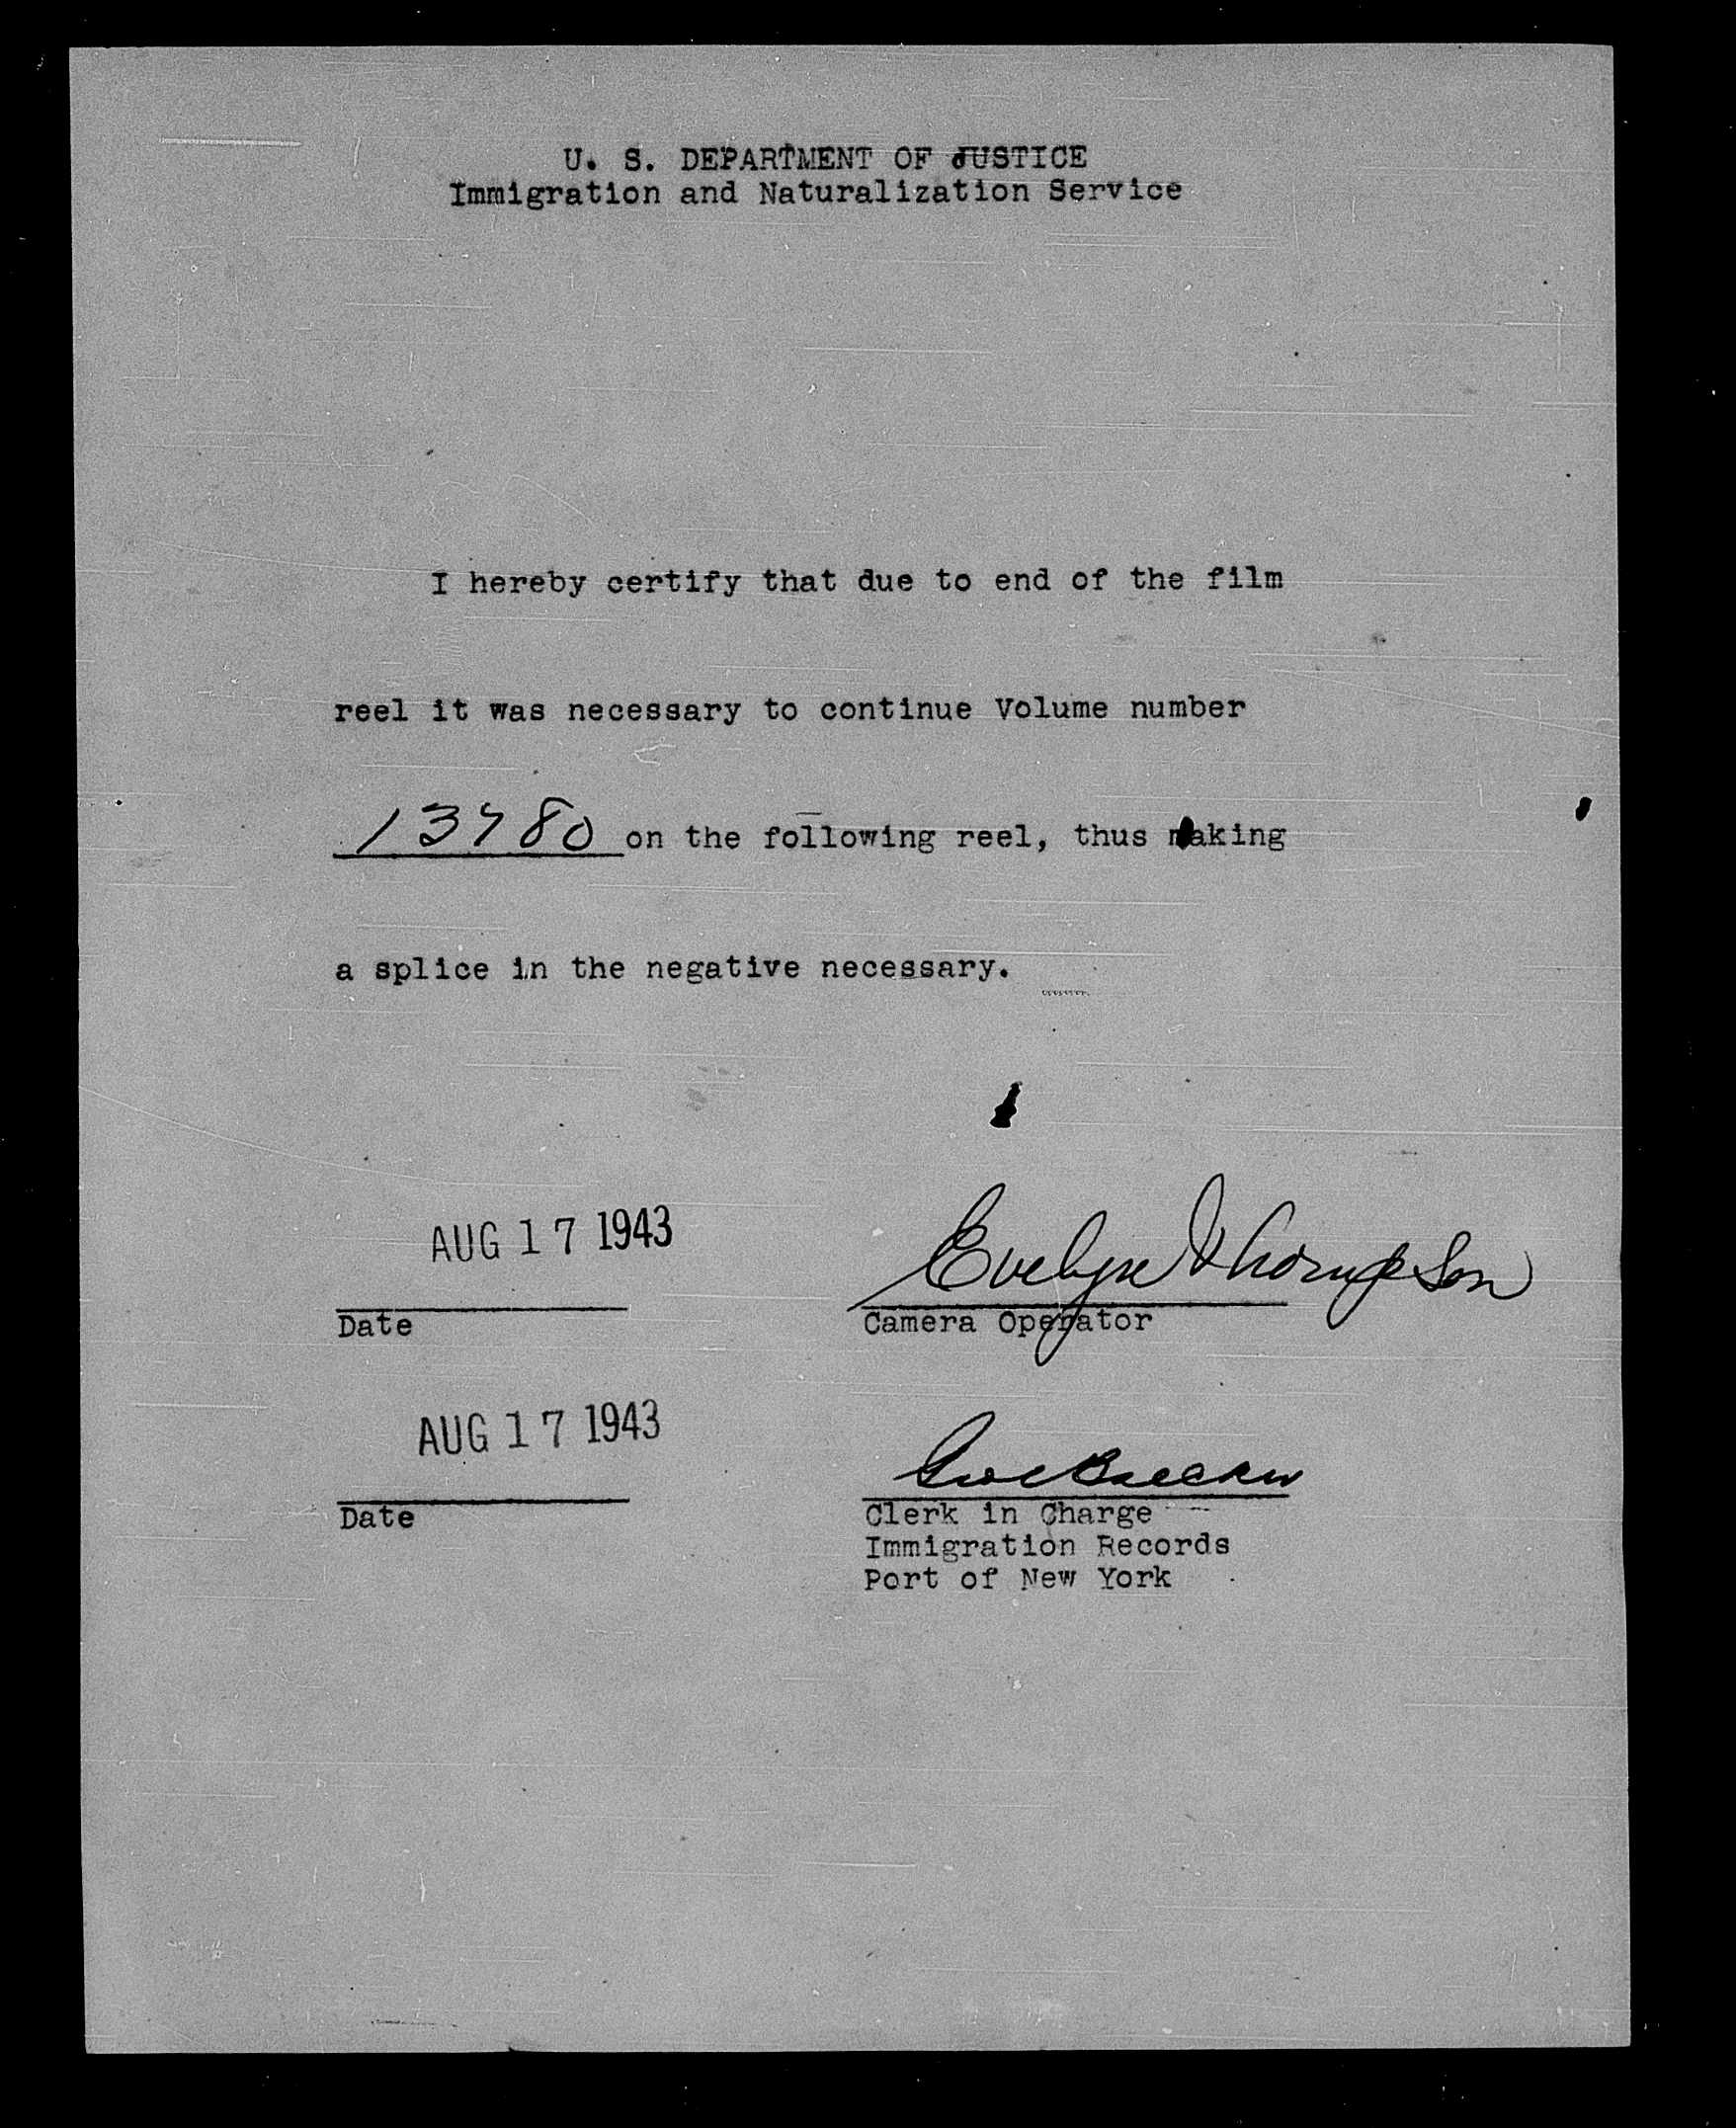 U. S. DEPARTMENT OF JUSTICE
Immigration and Naturalization Service
I hereby certify that due to end of the film
reel it was necessary to continue Volume number
13780 on the following reel, thus making
a splice in the negative necessary.
AUG 17 1943
Evelyn Thompson
Date
Camera Operator
AUG 17 1943
Date
Clerk in Charge
Immigration Records
Port of New York